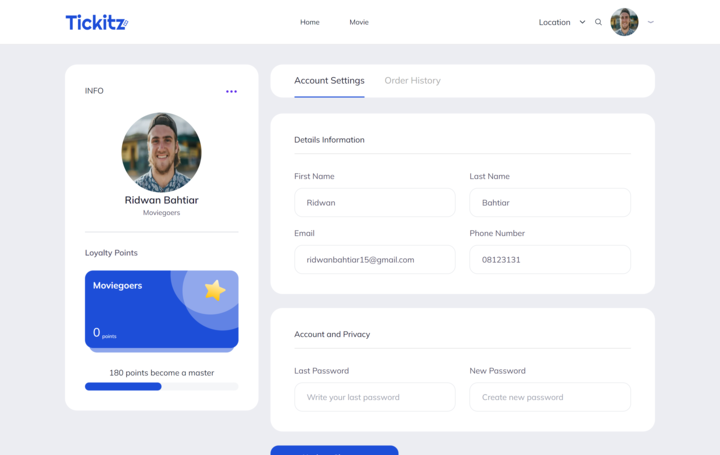 Tickitz
Home
Movie
Location
INFO
Ridwan Bahtiar
Moviegoers
Loyalty Points
Moviegoers
0 points
180 points become a master
Account Settings
Order History
Details Information
First Name
Last Name
Ridwan
Bahtiar
Email
Phone Number
ridwanbahtiar15@gmail.com
08123131
Account and Privacy
Last Password
New Password
Write your last password
Create new password